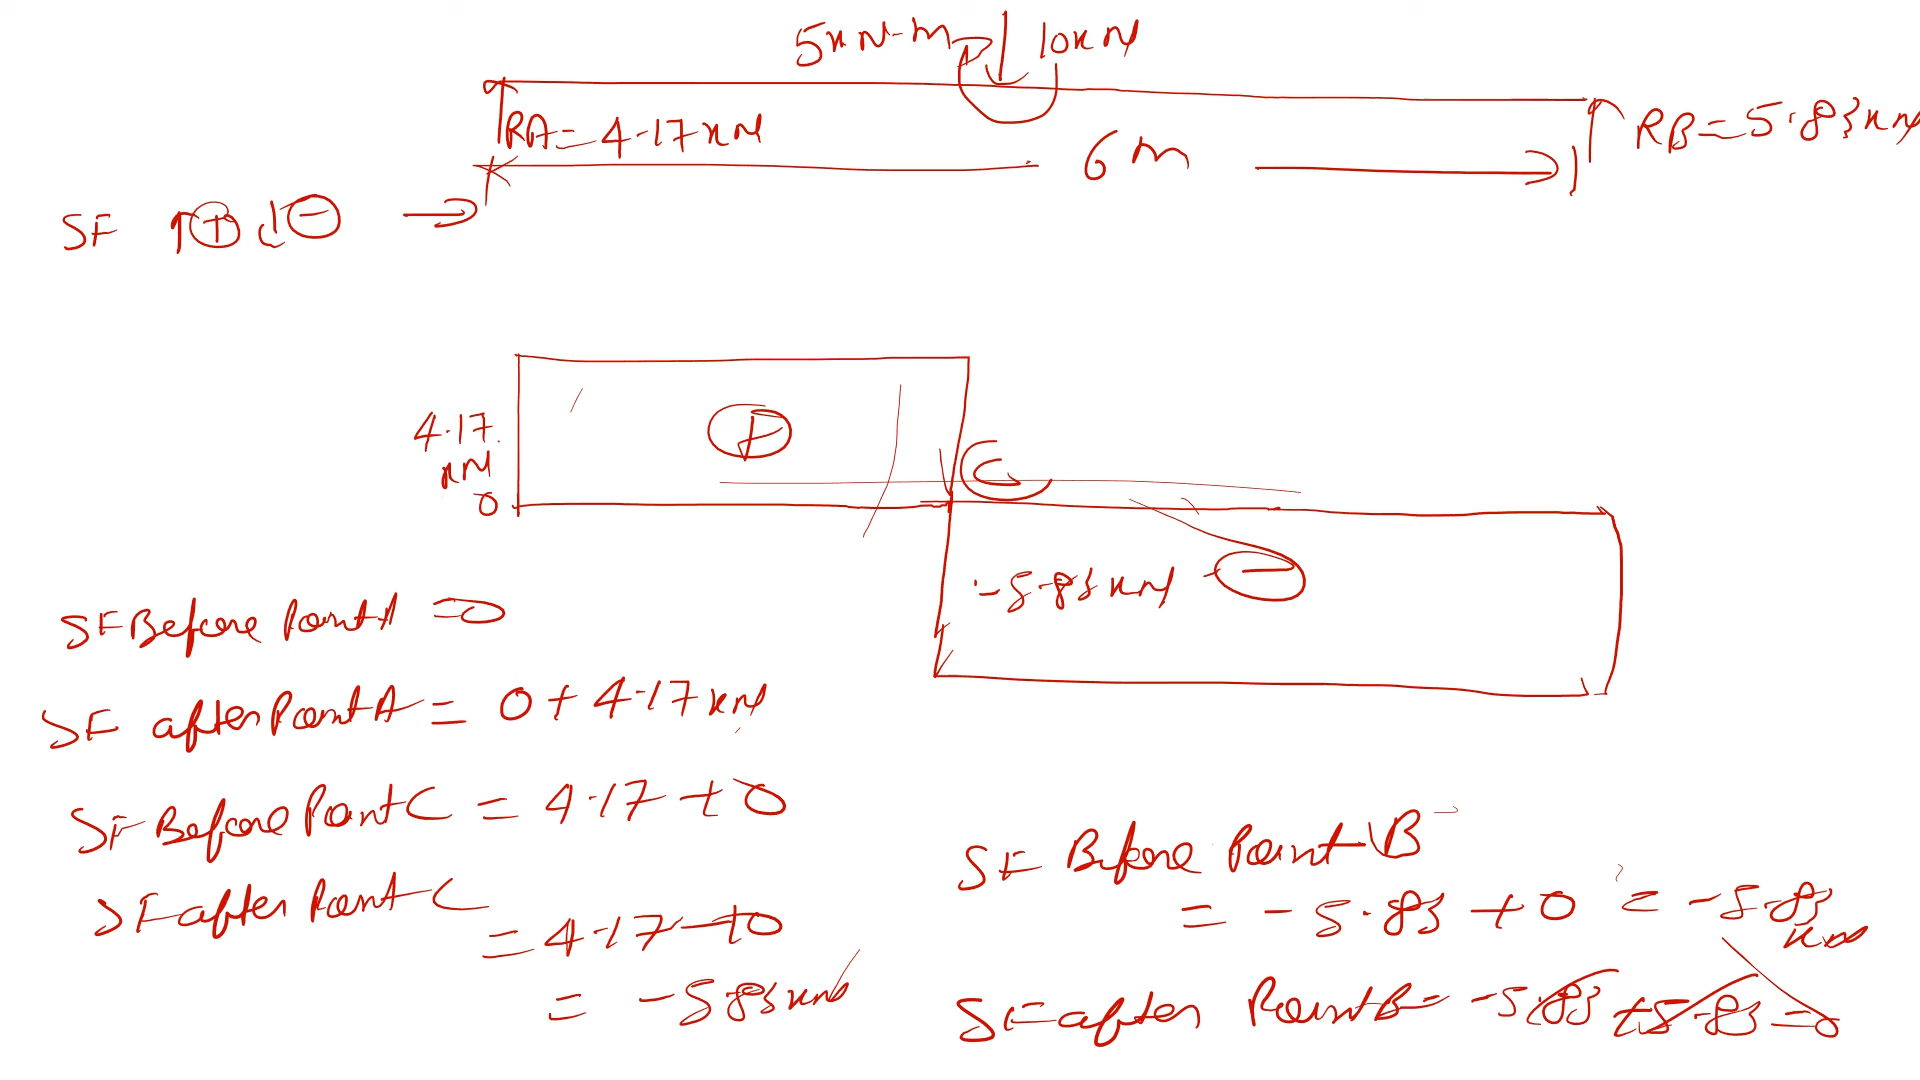 5KN-m 10KN
RA=4.17KN
RB=5.83KN
6m
SF ↑+ ↓- →
4.17
KN
0
+
C
-5.83KN -
SF Before Point A =0
SF after Point A = 0+4.17KN
SF Before Point C = 4.17+0
SF after Point C
=4.17-10
= -5.83KN
SF Before Point B =
= -5.83+0 = -5.83
KN
SF after Point B= -5.83+5.83=0